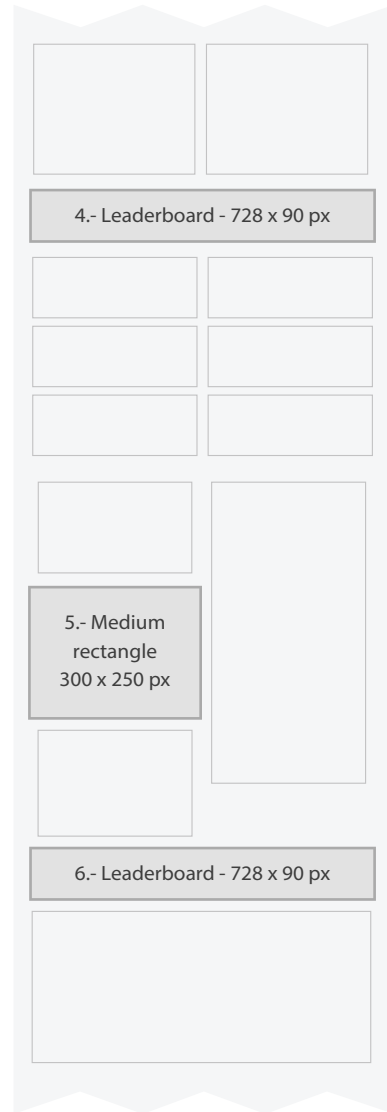 4.- Leaderboard - 728 x 90 px
5.- Medium
rectangle
300 x 250 px
6.- Leaderboard - 728 x 90 px